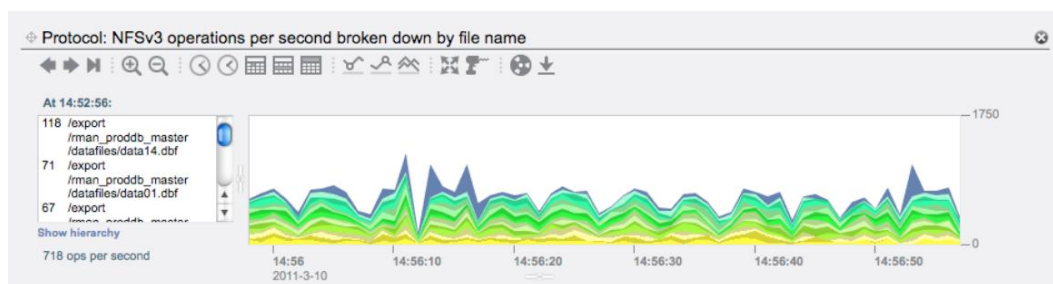 Protocol: NFSv3 operations per second broken down by file name
At 14:52:56:
118 /export
/rman_proddb_master
/datafiles/data14.dbf
71 /export
/rman_proddb_master
/datafiles/data01.dbf
67 /export
Show hierarchy
718 ops per second
1750
0
14:56
2011-3-10
14:56:10
14:56:20
14:56:30
14:56:40
14:56:50